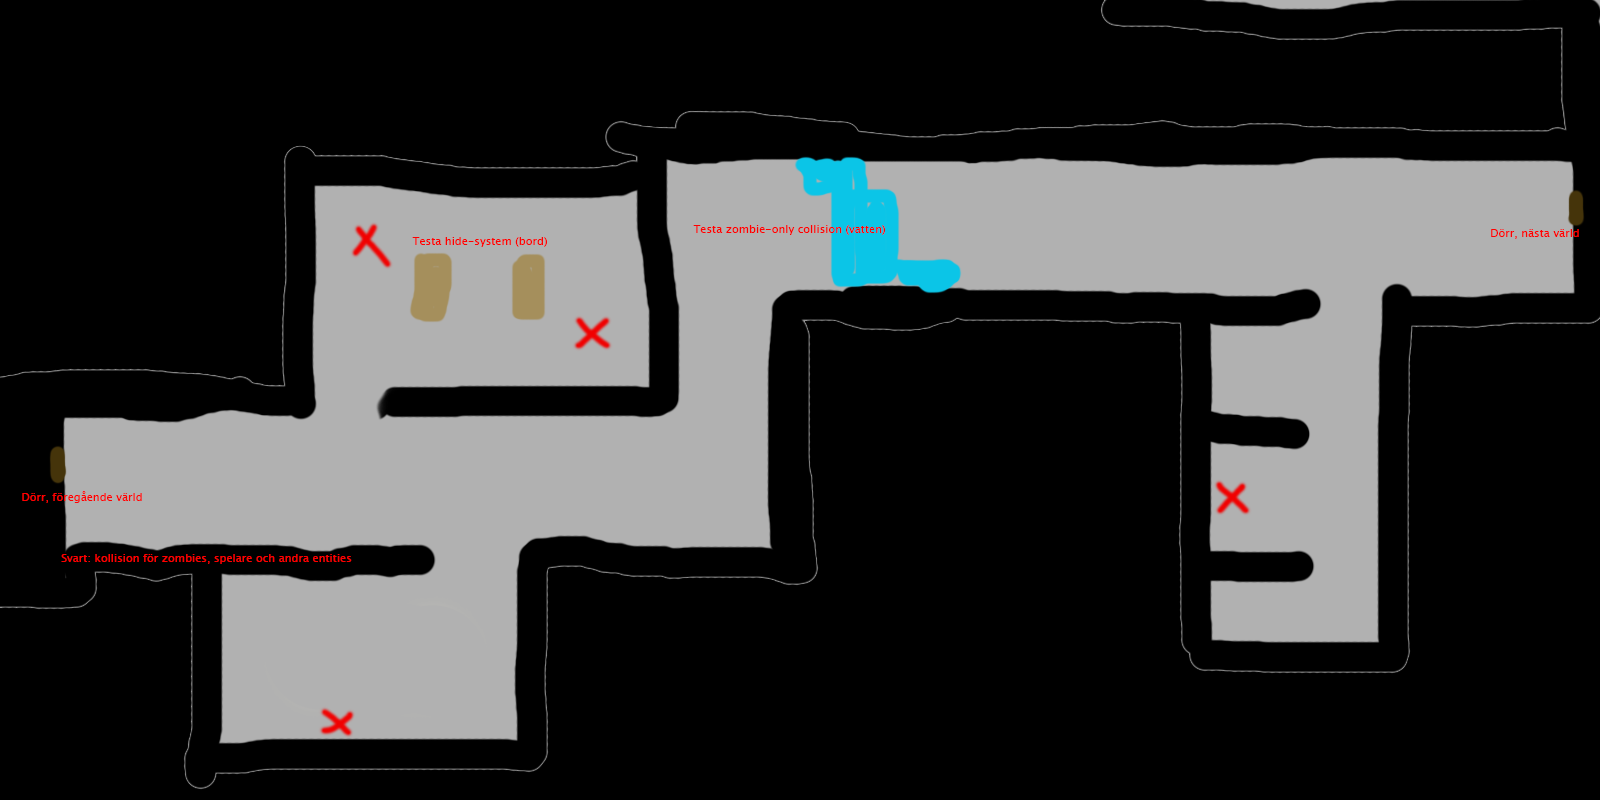 Testa zombie-only collision (vatten)
Dörr, nästa värld
Testa hide-system (bord)
Dörr, föregående värld
Svart: kollision för zombies, spelare och andra entities